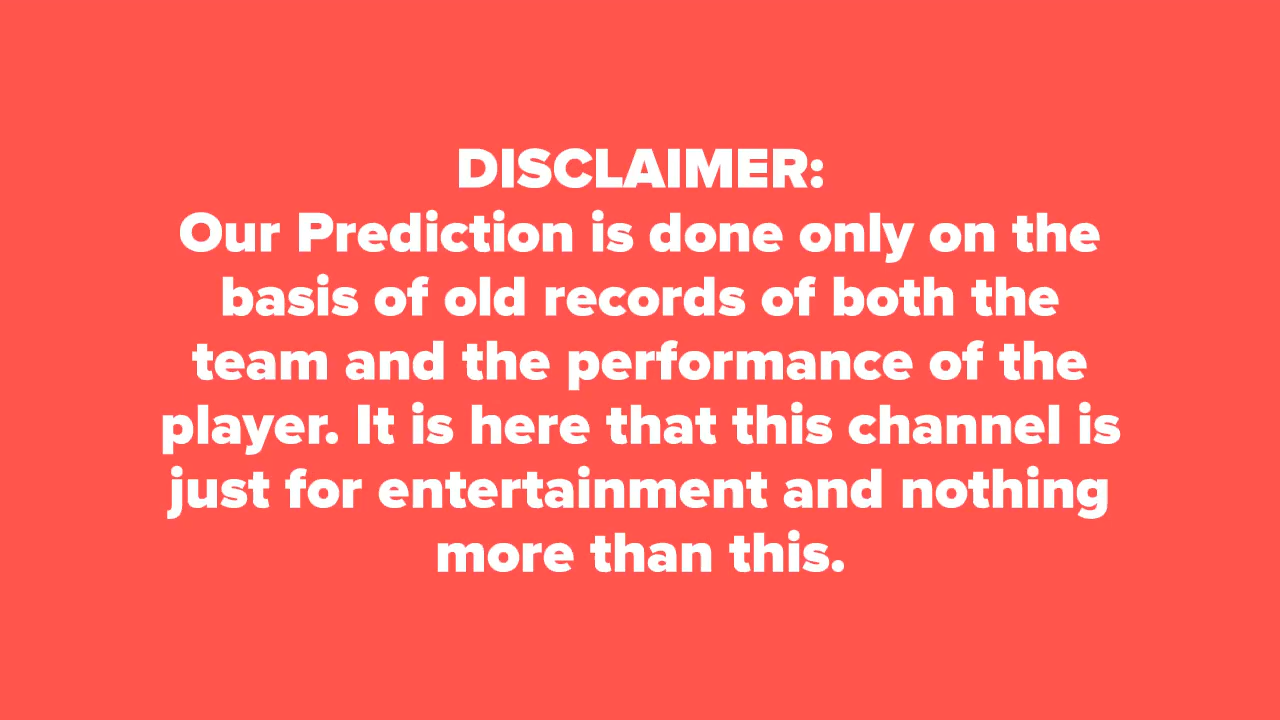 DISCLAIMER:
Our Prediction is done only on the
basis of old records of both the
team and the performance of the
player. It is here that this channel is
just for entertainment and nothing
more than this.